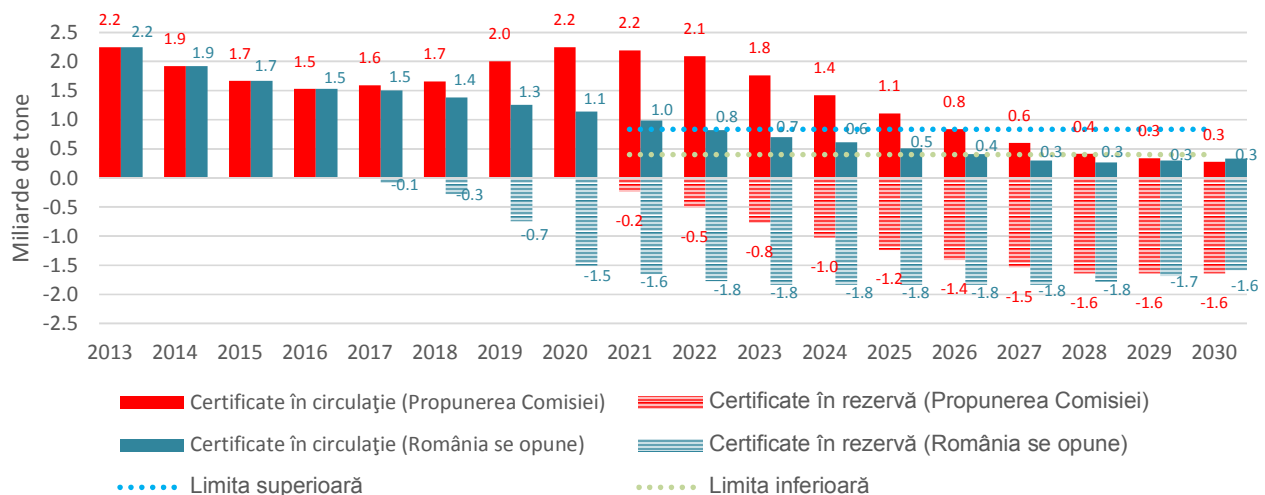 Miliarde de tone
2.5
2.0
1.5
1.0
0.5
0.0
-0.5
-1.0
-1.5
-2.0
-2.5
2.2 1.9 1.7 1.5 1.6 1.7 2.0 2.2 2.2 2.1 1.8 1.4 1.1 0.8 0.6 0.4 0.3 0.3
2.2 1.9 1.7 1.5 1.5 1.4 1.3 1.1 1.0 0.8 0.7 0.6 0.5 0.4 0.3 0.3 0.3 0.3
-0.2 -0.5 -0.8 -1.0 -1.2 -1.4 -1.5 -1.6 -1.6 -1.6
-0.1 -0.3 -0.7 -1.5 -1.6 -1.8 -1.8 -1.8 -1.8 -1.8 -1.8 -1.8 -1.7 -1.6
2013 2014 2015 2016 2017 2018 2019 2020 2021 2022 2023 2024 2025 2026 2027 2028 2029 2030
Certificate în circulaţie (Propunerea Comisiei) Certificate în rezervă (Propunerea Comisiei)
Certificate în circulaţie (România se opune) Certificate în rezervă (România se opune)
Limita superioară Limita inferioară